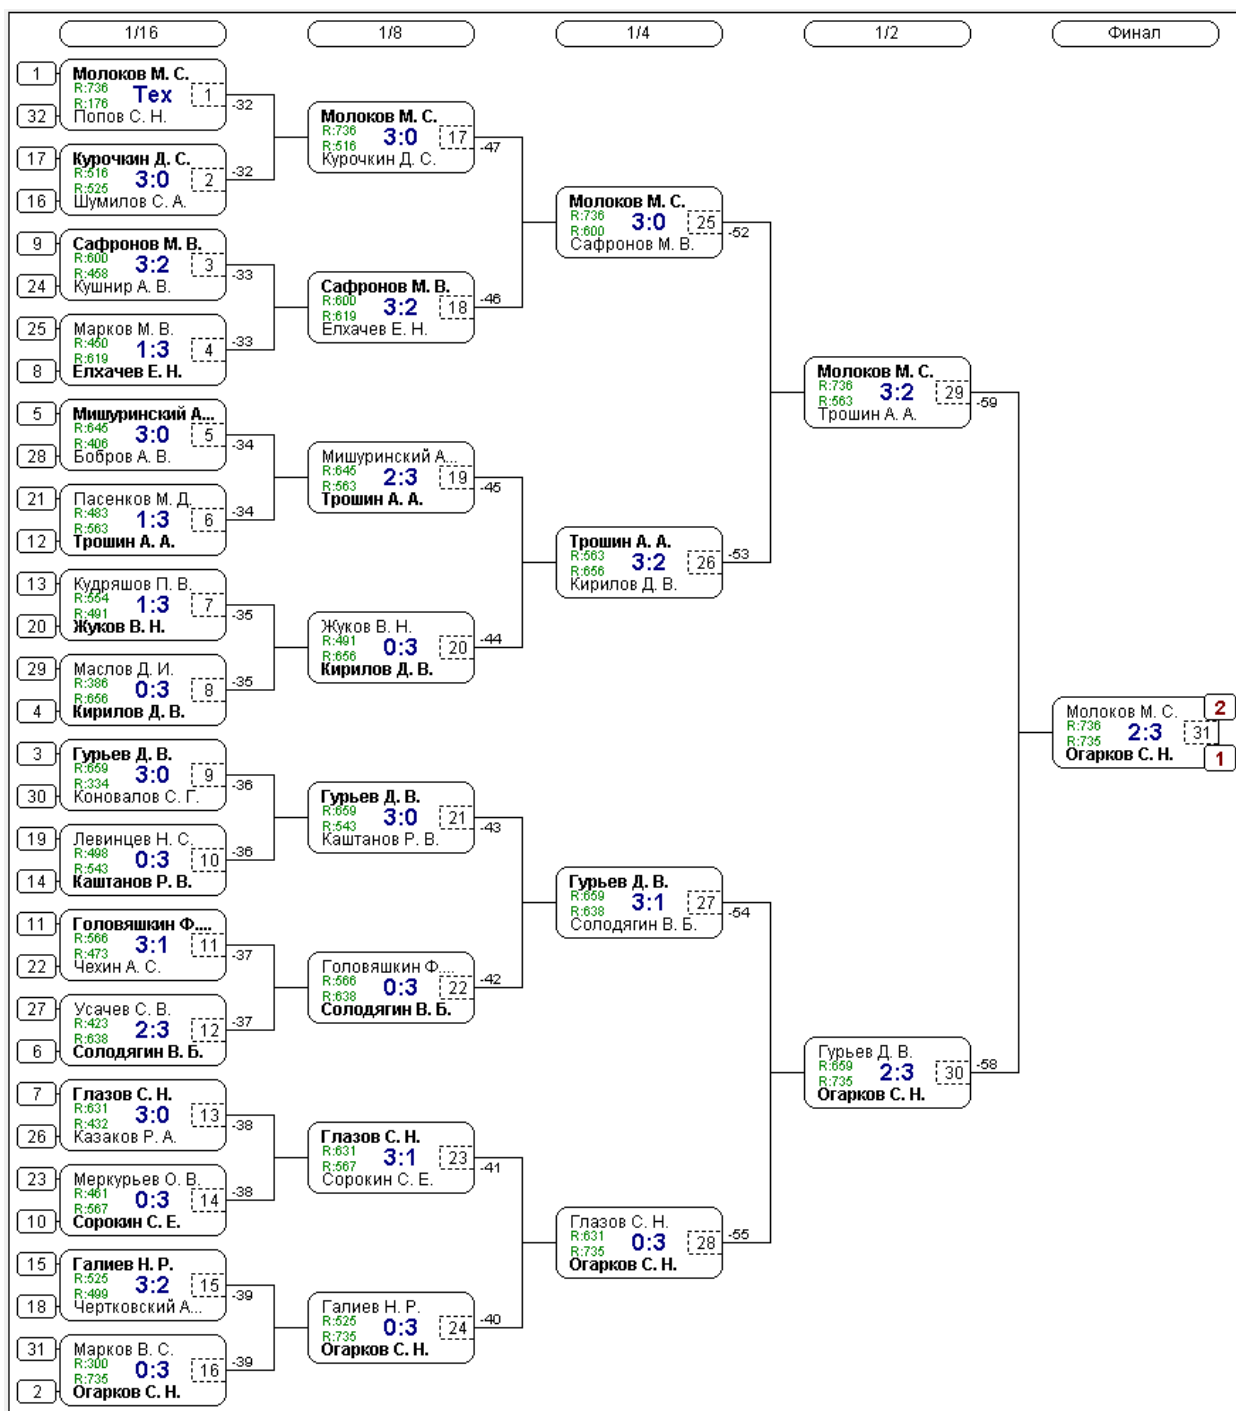 1/16
1/8
1/4
1/2
Финал
1
Молоков М. С.
R:736
R:176
Тех
1
-32
32
Попов С. Н.
17
Курочкин Д. С.
R:516
R:525
3:0
2
-32
16
Шумилов С. А.
9
Сафронов М. В.
R:600
R:458
3:2
3
-33
24
Кушнир А. В.
25
Марков М. В.
R:450
R:619
1:3
4
-33
8
Елхачев Е. Н.
5
Мишуринский А...
R:645
R:406
3:0
5
-34
28
Бобров А. В.
21
Пасенков М. Д.
R:483
R:563
1:3
6
-34
12
Трошин А. А.
13
Кудряшов П. В.
R:554
R:491
1:3
7
-35
20
Жуков В. Н.
29
Маслов Д. И.
R:386
R:656
0:3
8
-35
4
Кирилов Д. В.
3
Гурьев Д. В.
R:659
R:334
3:0
9
-36
30
Коновалов С. Г.
19
Левинцев Н. С.
R:498
R:543
0:3
10
-36
14
Каштанов Р. В.
11
Головяшкин Ф....
R:566
R:473
3:1
11
-37
22
Чехин А. С.
27
Усачев С. В.
R:423
R:638
2:3
12
-37
6
Солодягин В. Б.
7
Глазов С. Н.
R:631
R:432
3:0
13
-38
26
Казаков Р. А.
23
Меркурьев О. В.
R:461
R:567
0:3
14
-38
10
Сорокин С. Е.
15
Галиев Н. Р.
R:525
R:499
3:2
15
-39
18
Чертковский А...
31
Марков В. С.
R:300
R:735
0:3
16
-39
2
Огарков С. Н.
Молоков М. С.
R:736
R:516
3:0
17
-47
Курочкин Д. С.
Сафронов М. В.
R:600
R:619
3:2
18
-46
Елхачев Е. Н.
Мишуринский А...
R:645
R:563
2:3
19
-45
Трошин А. А.
Жуков В. Н.
R:491
R:656
0:3
20
-44
Кирилов Д. В.
Гурьев Д. В.
R:659
R:543
3:0
21
-43
Каштанов Р. В.
Головяшкин Ф....
R:566
R:638
0:3
22
-42
Солодягин В. Б.
Глазов С. Н.
R:631
R:567
3:1
23
-41
Сорокин С. Е.
Галиев Н. Р.
R:525
R:735
0:3
24
-40
Огарков С. Н.
Молоков М. С.
R:736
R:600
3:0
25
-52
Сафронов М. В.
Трошин А. А.
R:563
R:656
3:2
26
-53
Кирилов Д. В.
Гурьев Д. В.
R:659
R:638
3:1
27
-54
Солодягин В. Б.
Глазов С. Н.
R:631
R:735
0:3
28
-55
Огарков С. Н.
Молоков М. С.
R:736
R:563
3:2
29
-59
Трошин А. А.
Гурьев Д. В.
R:659
R:735
2:3
30
-58
Огарков С. Н.
Молоков М. С.
2
R:736
R:735
2:3
31
Огарков С. Н.
1